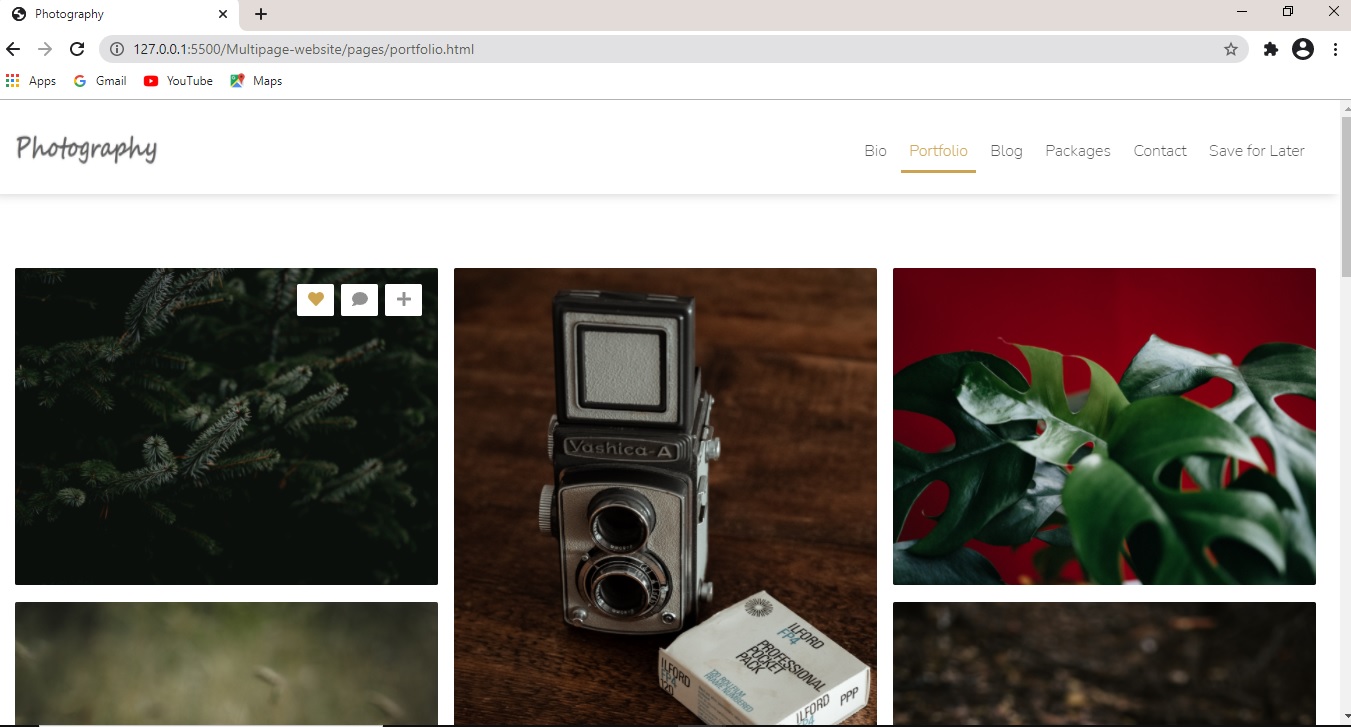 Photography
127.0.0.1:5500/Multipage-website/pages/portfolio.html
Apps Gmail YouTube Maps
Photography
Bio Portfolio Blog Packages Contact Save for Later
Yashica-A
ILFORD
FP4
PROFESSIONAL
POCKET
PACK
ILFORD
FP4
120
ILFORD PPP
FP4